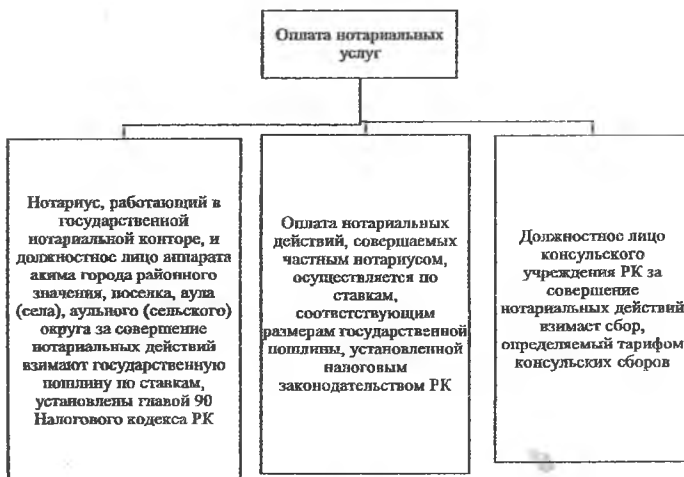 Оплата нотариальных
услуг
Нотариус, работающий в
государственной
нотариальной конторе, и
должностное лицо аппарата
акима города районного
значения, поселка, аула
(села), аульного (сельского)
округа за совершение
нотариальных действий
взимают государственную
пошлину по ставкам,
установлены главой 90
Налогового кодекса РК
Оплата нотариальных
действий, совершаемых
частным нотариусом,
осуществляется по
ставкам,
соответствующим
размерам государственной
пошлины, установленной
налоговым
законодательством РК
Должностное лицо
консульского
учреждения РК за
совершение
нотариальных действий
взимает сбор,
определяемый тарифом
консульских сборов